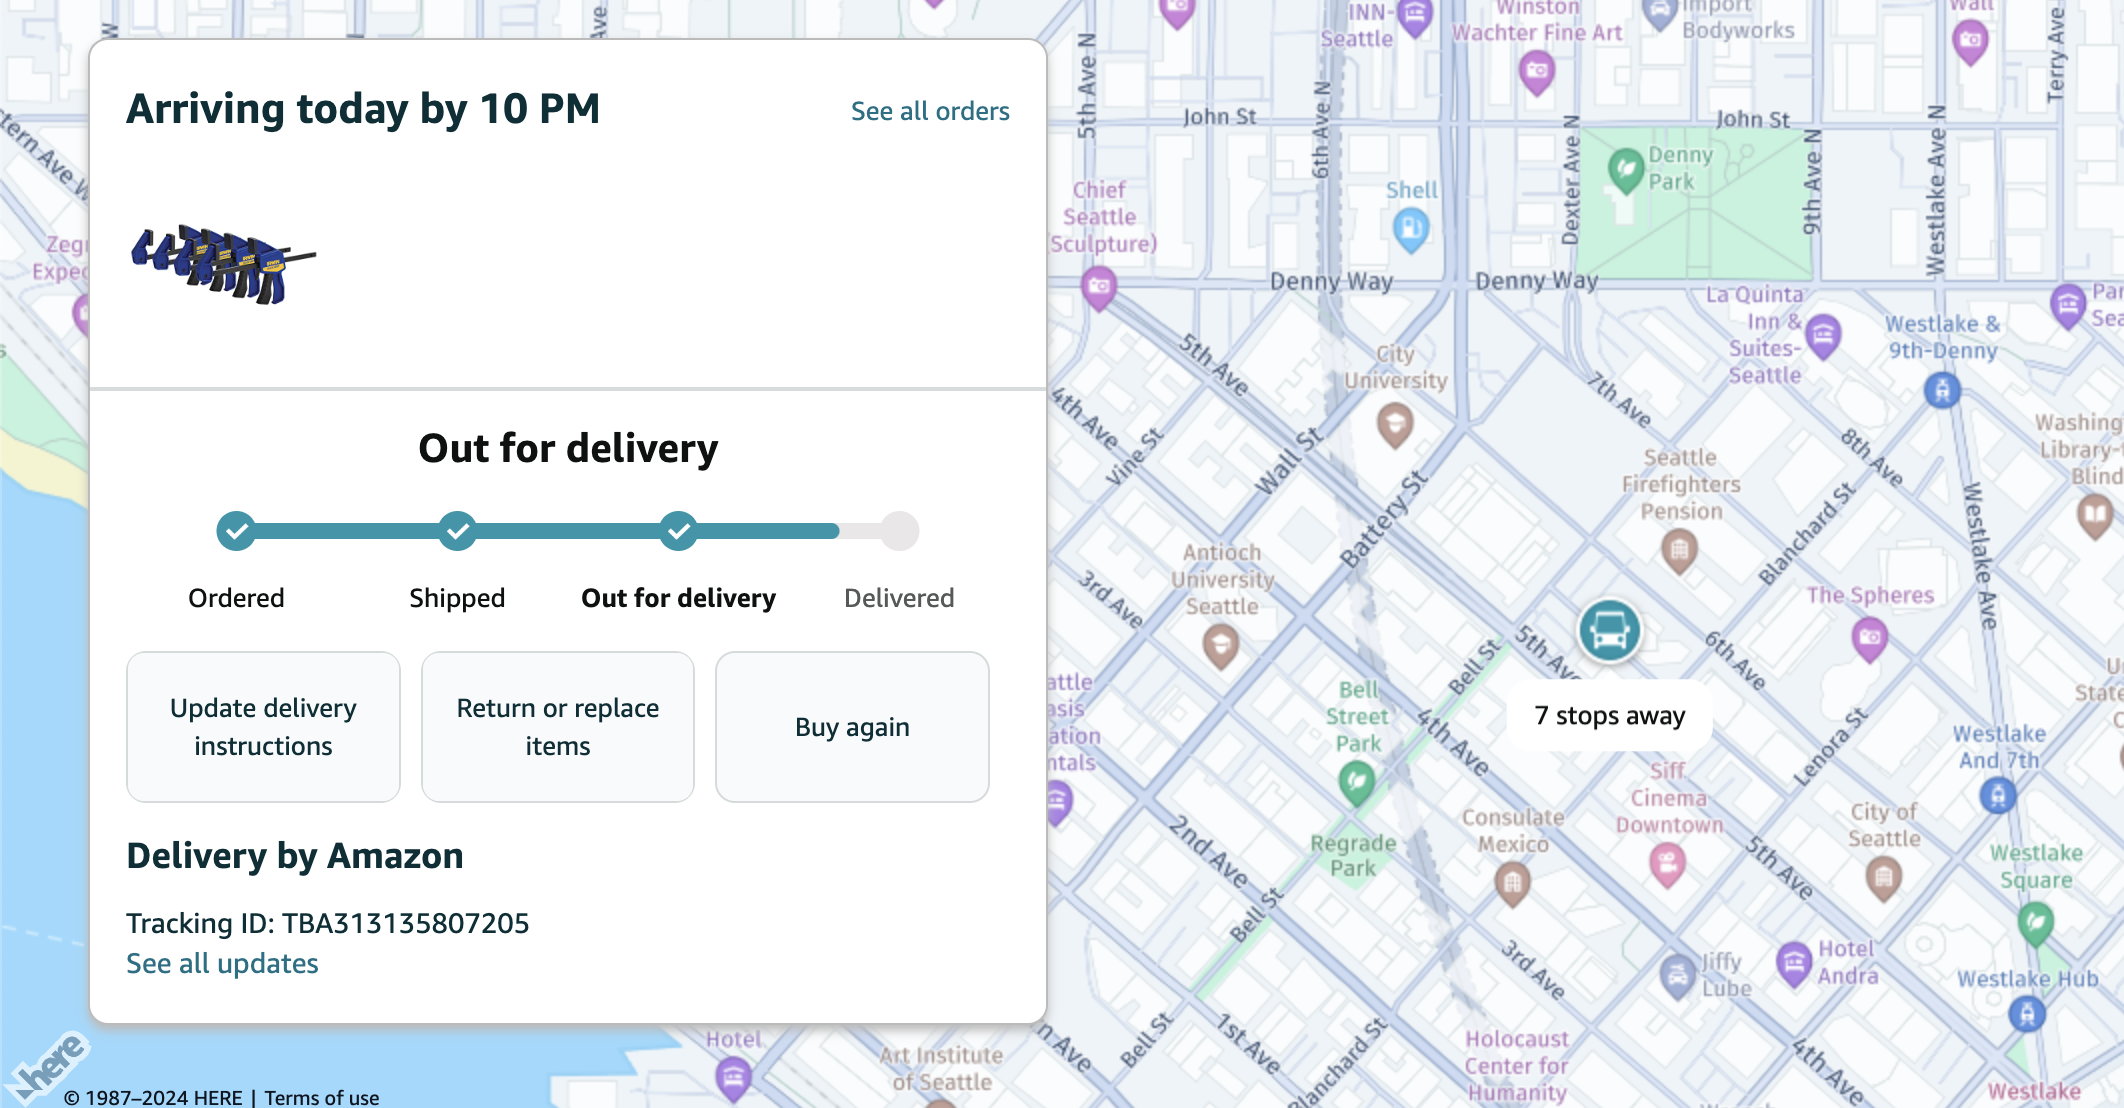 Arriving today by 10 PM
See all orders
Out for delivery
Ordered
Shipped
Out for delivery
Delivered
Update delivery
instructions
Return or replace
items
Buy again
Delivery by Amazon
Tracking ID: TBA313135807205
See all updates
here
© 1987–2024 HERE | Terms of use
INN-
Seattle
Winston
Wachter Fine Art
Import
Bodyworks
Wall
Terry Ave
5th Ave N
6th Ave N
John St
John St
Dexter Ave N
Denny
Park
9th Ave N
Westlake Ave N
Chief
Seattle
Sculpture)
Shell
Denny Way
Denny Way
La Quinta
Inn &
Suites-
Seattle
Westlake &
9th-Denny
5th Ave
City
University
4th Ave
Vine St
Wall St
7th Ave
8th Ave
Seattle
Firefighters
Pension
Battery St
Blanchard St
Westlake Ave
Antioch
University
Seattle
3rd Ave
The Spheres
Bell St
5th Ave
6th Ave
7 stops away
Bell
Street
Park
4th Ave
Lenora St
Westlake
And 7th
Siff
Cinema
Downtown
Consulate
Mexico
City of
Seattle
2nd Ave
Regrade
Park
5th Ave
Westlake
Square
Bell St
3rd Ave
Jiffy
Lube
Hotel
Andra
Westlake Hub
Hotel
Art Institute
of Seattle
Bell St
1st Ave
Blanchard St
Holocaust
Center for
Humanity
4th Ave
Westlake